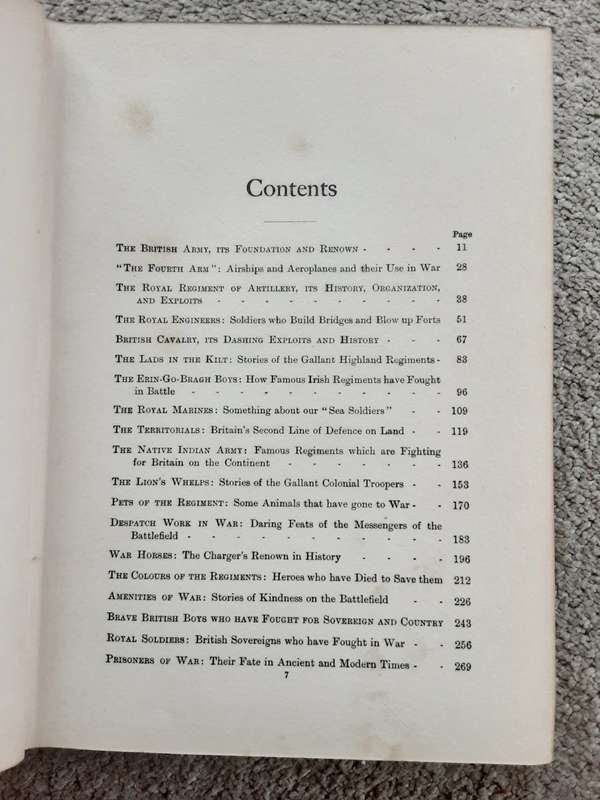 Contents
Page
The British Army, its Foundation and Renown - - - - 11
"The Fourth Arm": Airships and Aeroplanes and their Use in War 28
The Royal Regiment of Artillery, its History, Organization,
and Exploits - - - - - - - - - 38
The Royal Engineers: Soldiers who Build Bridges and Blow up Forts 51
British Cavalry, its Dashing Exploits and History - - - 67
The Lads in the Kilt: Stories of the Gallant Highland Regiments - 83
The Erin-Go-Bragh Boys: How Famous Irish Regiments have Fought
in Battle - - - - - - - - - - 96
The Royal Marines: Something about our "Sea Soldiers" - - 109
The Territorials: Britain's Second Line of Defence on Land - - 119
The Native Indian Army: Famous Regiments which are Fighting
for Britain on the Continent - - - - - - 136
The Lion's Whelps: Stories of the Gallant Colonial Troopers - - 153
Pets of the Regiment: Some Animals that have gone to War - - 170
Despatch Work in War: Daring Feats of the Messengers of the
Battlefield - - - - - - - - - - 183
War Horses: The Charger's Renown in History - - - - 196
The Colours of the Regiments: Heroes who have Died to Save them 212
Amenities of War: Stories of Kindness on the Battlefield - - 226
Brave British Boys who have Fought for Sovereign and Country 243
Royal Soldiers: British Sovereigns who have Fought in War - - 256
Prisoners of War: Their Fate in Ancient and Modern Times - - 269
7